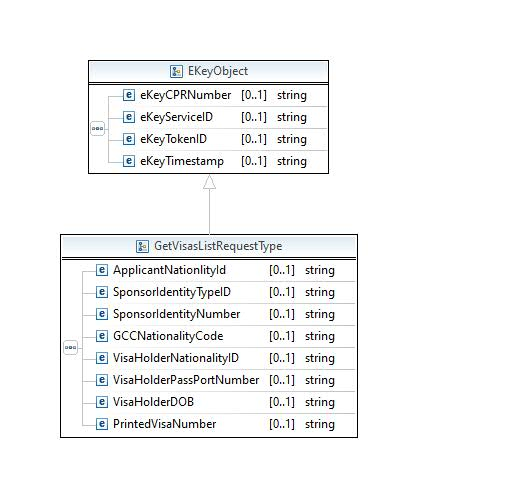 EKeyObject
eKeyCPRNumber [0..1] string
eKeyServiceID [0..1] string
eKeyTokenID [0..1] string
eKeyTimestamp [0..1] string
GetVisasListRequestType
ApplicantNationlityId [0..1] string
SponsorIdentityTypeID [0..1] string
SponsorIdentityNumber [0..1] string
GCCNationalityCode [0..1] string
VisaHolderNationalityID [0..1] string
VisaHolderPassPortNumber [0..1] string
VisaHolderDOB [0..1] string
PrintedVisaNumber [0..1] string